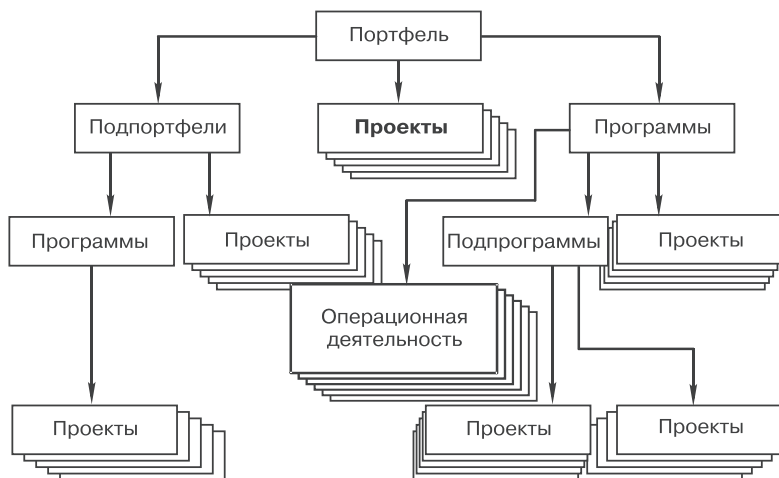 Портфель
Подпортфели
Проекты
Программы
Программы
Проекты
Подпрограммы
Проекты
Операционная
деятельность
Проекты
Проекты
Проекты